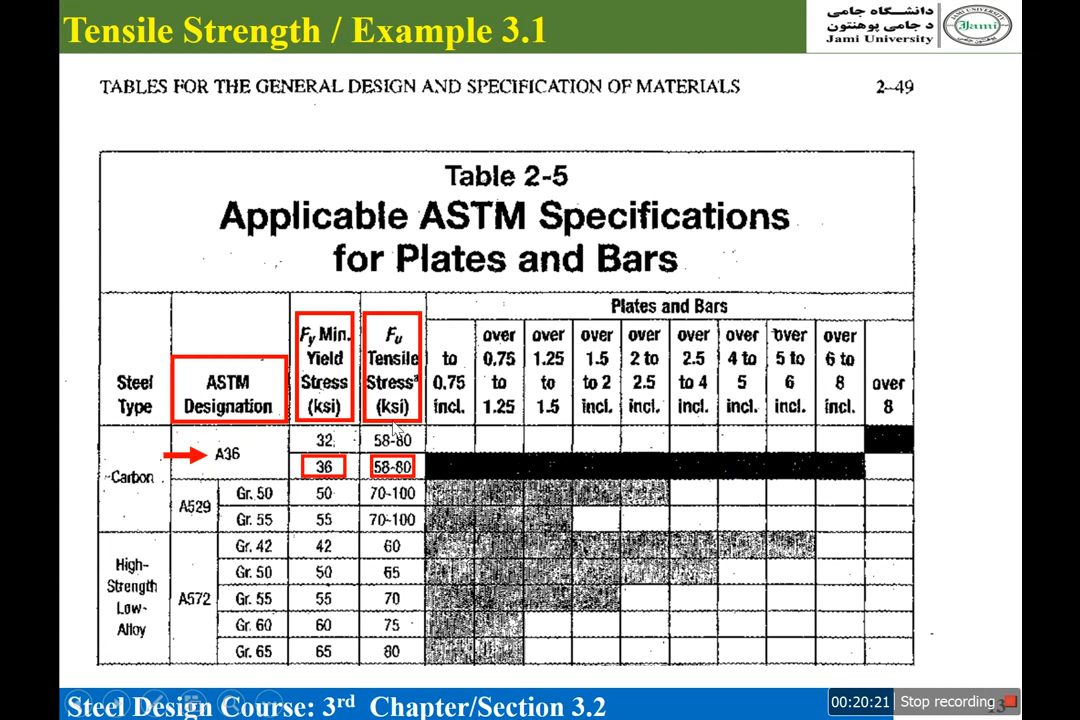 Tensile Strength / Example 3.1
دانشگاه جامی
د جامی پوهنتون
Jami University
Jami
TABLES FOR THE GENERAL DESIGN AND SPECIFICATION OF MATERIALS 2–49
Table 2-5
Applicable ASTM Specifications
for Plates and Bars
Steel Type
ASTM Designation
Fy Min. Yield Stress (ksi)
Fu Tensile Stressª (ksi)
Plates and Bars
to 0.75 incl.
over 0.75 to 1.25
over 1.25 to 1.5
over 1.5 to 2 incl.
over 2 to 2.5 incl.
over 2.5 to 4 incl.
over 4 to 5 incl.
over 5 to 6 incl.
over 6 to 8 incl.
over 8
Carbon
A36
32 58-80
36 58-80
A529
Gr. 50 50 70-100
Gr. 55 55 70-100
High-Strength Low-Alloy
A572
Gr. 42 42 60
Gr. 50 50 65
Gr. 55 55 70
Gr. 60 60 75
Gr. 65 65 80
Steel Design Course: 3rd Chapter/Section 3.2
00:20:21 Stop recording